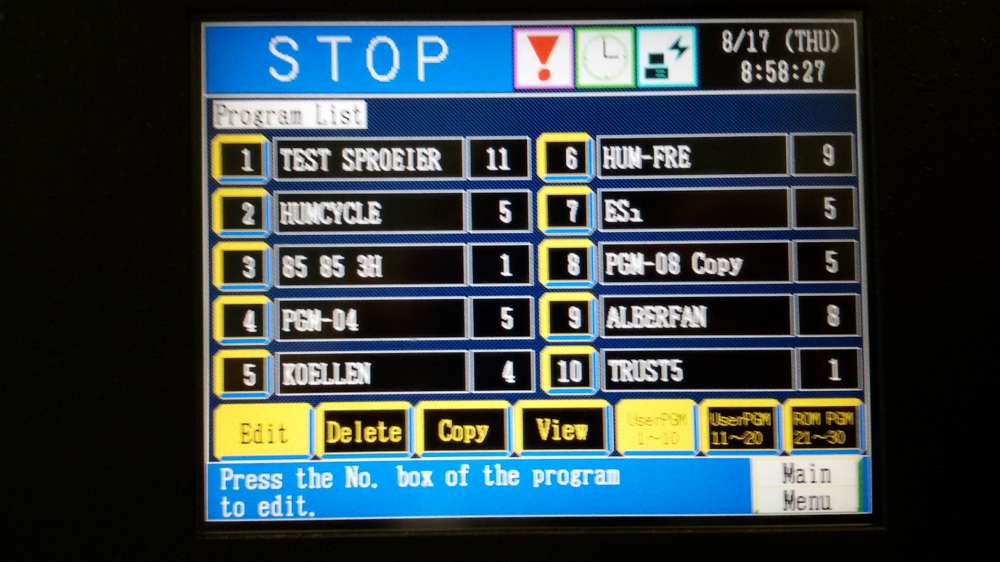 STOP
8/17 (THU)
8:58:27
Program List
1 TEST SPROEIER 11
2 HUMCYCLE 5
3 85 85 3H 1
4 PGM-04 5
5 KOELLEN 4
6 HUM-FRE 9
7 ES₁ 5
8 PGM-08 Copy 5
9 ALBERFAN 8
10 TRUST5 1
Edit Delete Copy View
UserPGM
1~10
UserPGM
11~20
ROM PGM
21~30
Press the No. box of the program
to edit.
Main
Menu